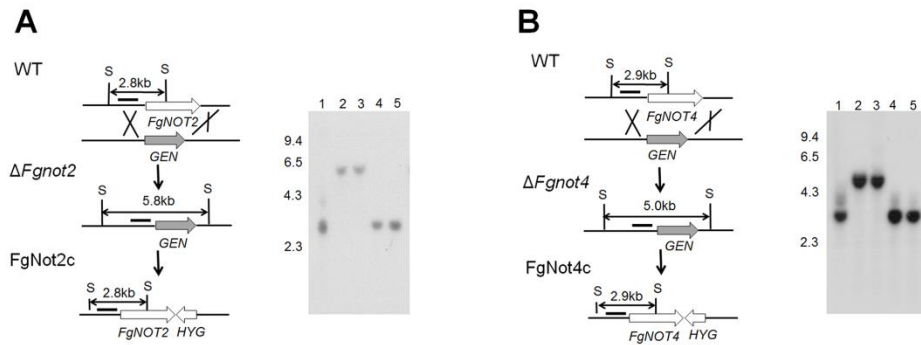 A
WT
S
S
2.8kb
FgNOT2
GEN
ΔFgnot2
S
S
5.8kb
GEN
FgNot2c
S
S
2.8kb
FgNOT2 HYG
1 2 3 4 5
9.4
6.5
4.3
2.3
B
WT
S
S
2.9kb
FgNOT4
GEN
ΔFgnot4
S
S
5.0kb
GEN
FgNot4c
S
S
2.9kb
FgNOT4 HYG
1 2 3 4 5
9.4
6.5
4.3
2.3